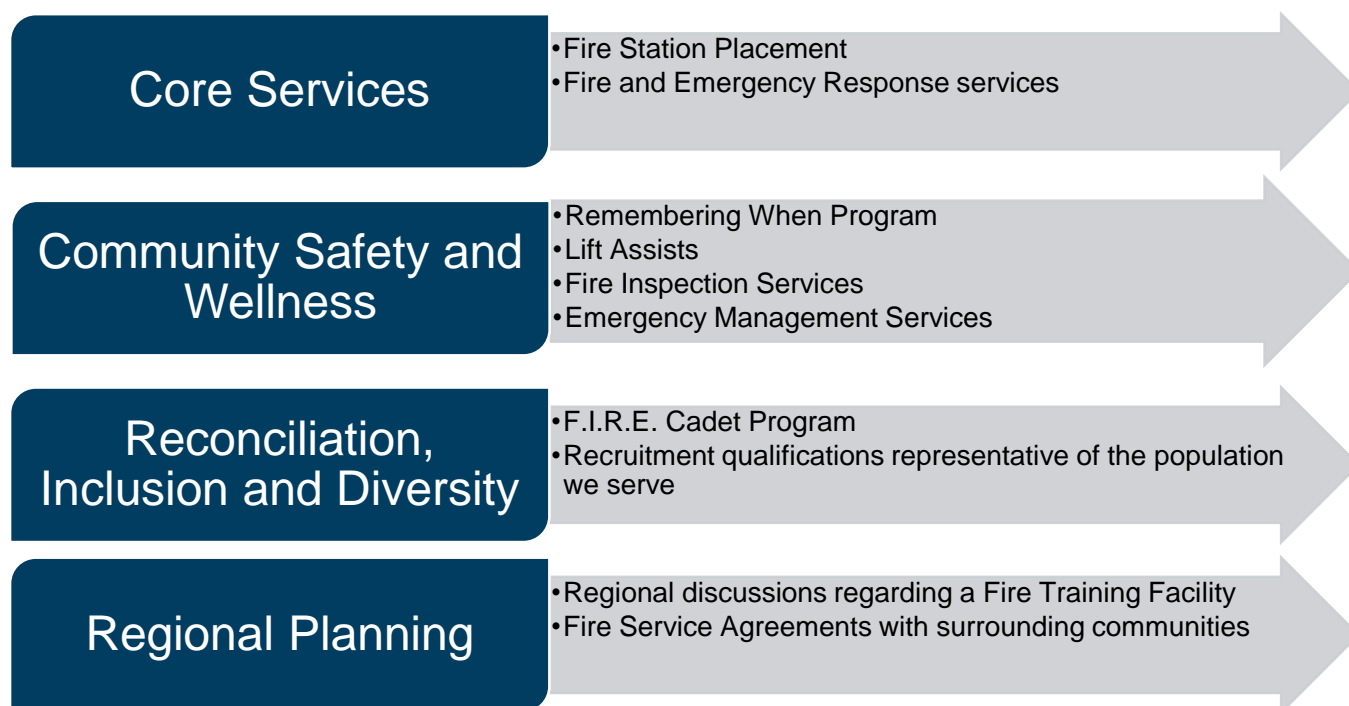 Core Services
•Fire Station Placement
•Fire and Emergency Response services
Community Safety and
Wellness
•Remembering When Program
•Lift Assists
•Fire Inspection Services
•Emergency Management Services
Reconciliation,
Inclusion and Diversity
•F.I.R.E. Cadet Program
•Recruitment qualifications representative of the population
we serve
Regional Planning
•Regional discussions regarding a Fire Training Facility
•Fire Service Agreements with surrounding communities